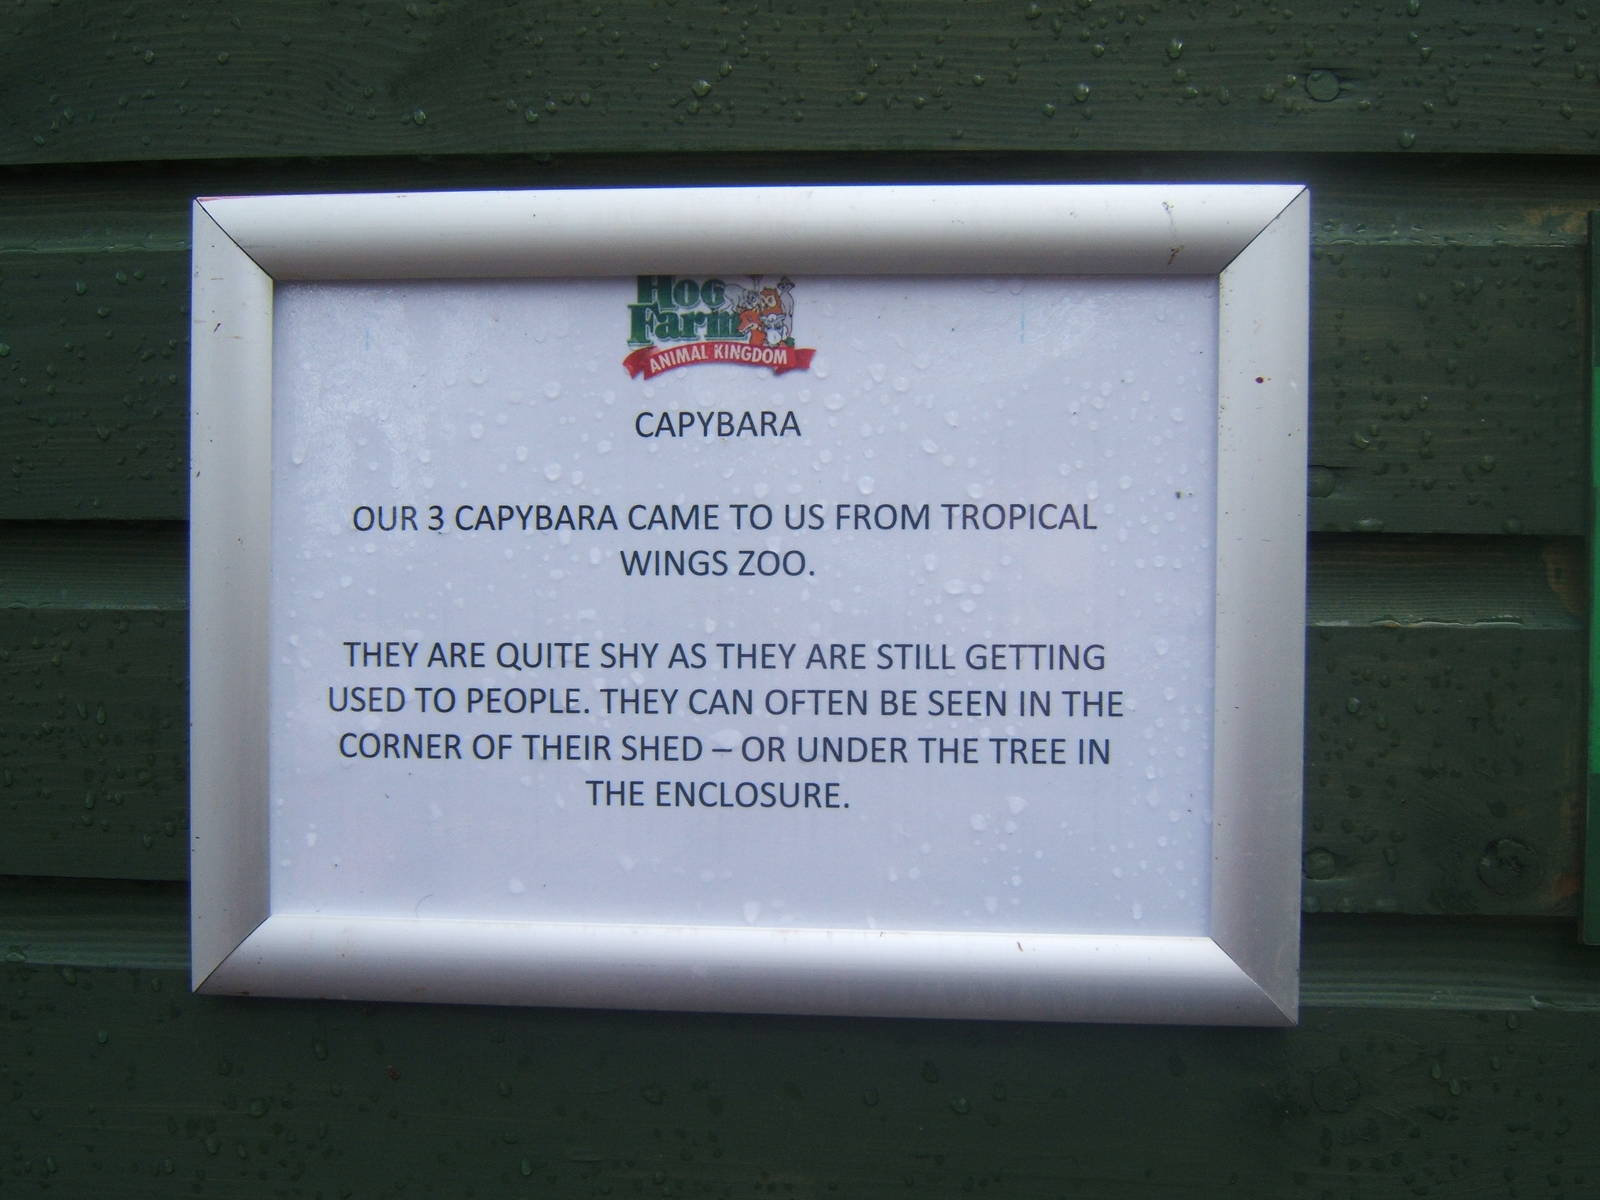 Hog
Farm
ANIMAL KINGDOM
CAPYBARA
OUR 3 CAPYBARA CAME TO US FROM TROPICAL
WINGS ZOO.
THEY ARE QUITE SHY AS THEY ARE STILL GETTING
USED TO PEOPLE. THEY CAN OFTEN BE SEEN IN THE
CORNER OF THEIR SHED – OR UNDER THE TREE IN
THE ENCLOSURE.